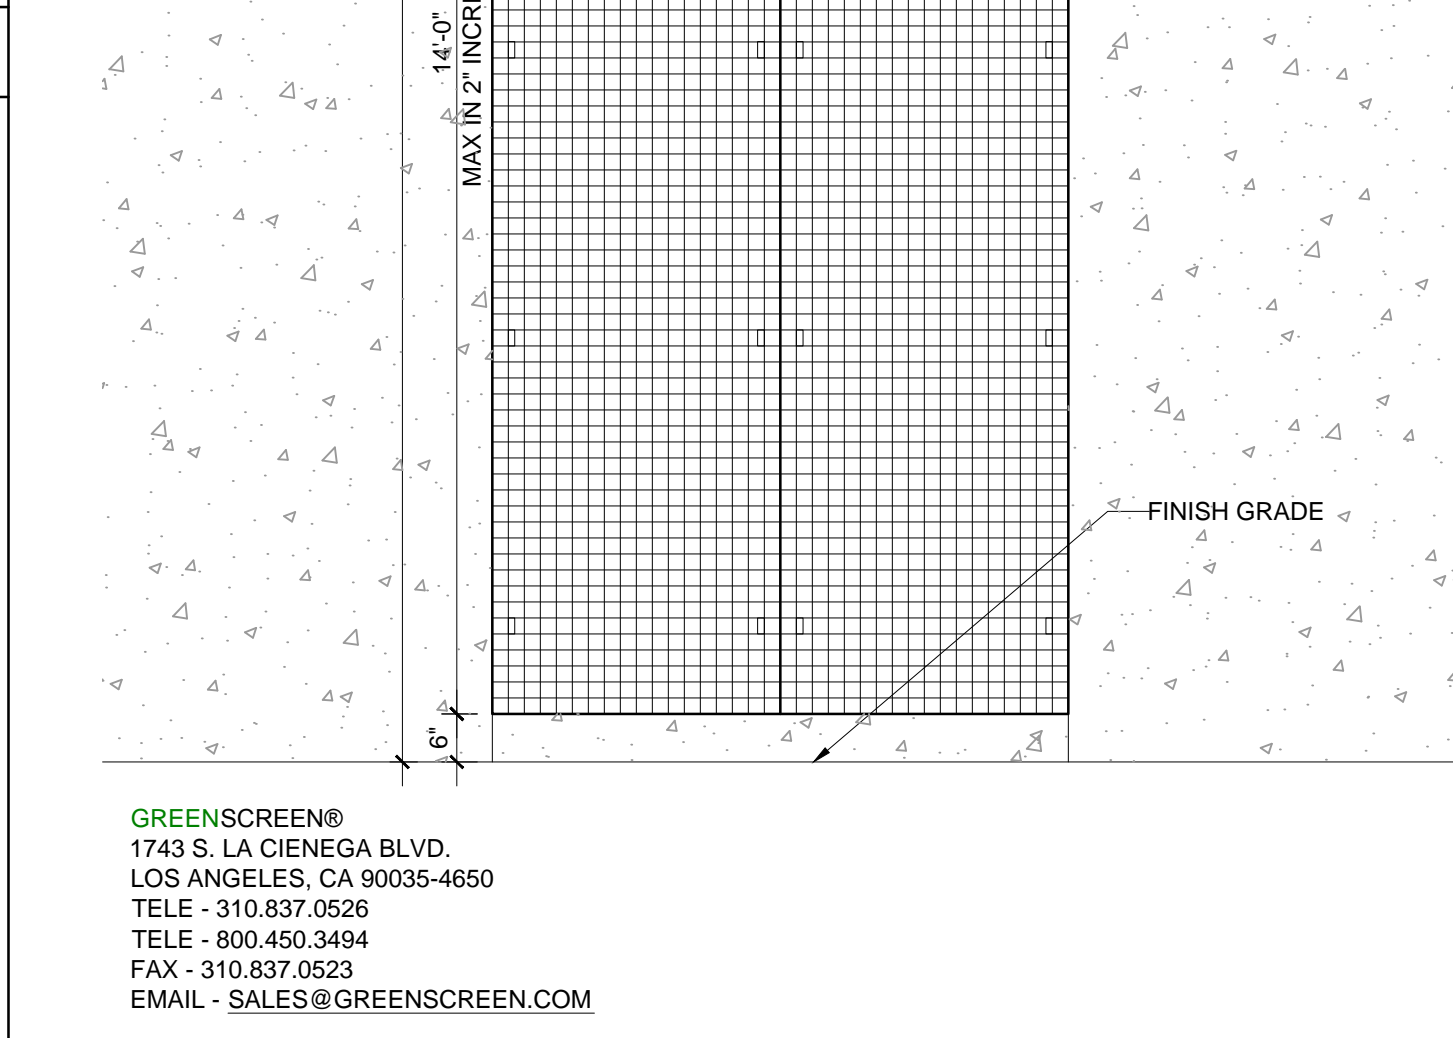 14'-0"
MAX IN 2" INCRE
FINISH GRADE
6"
GREENSCREEN®
1743 S. LA CIENEGA BLVD.
LOS ANGELES, CA 90035-4650
TELE - 310.837.0526
TELE - 800.450.3494
FAX - 310.837.0523
EMAIL - SALES@GREENSCREEN.COM